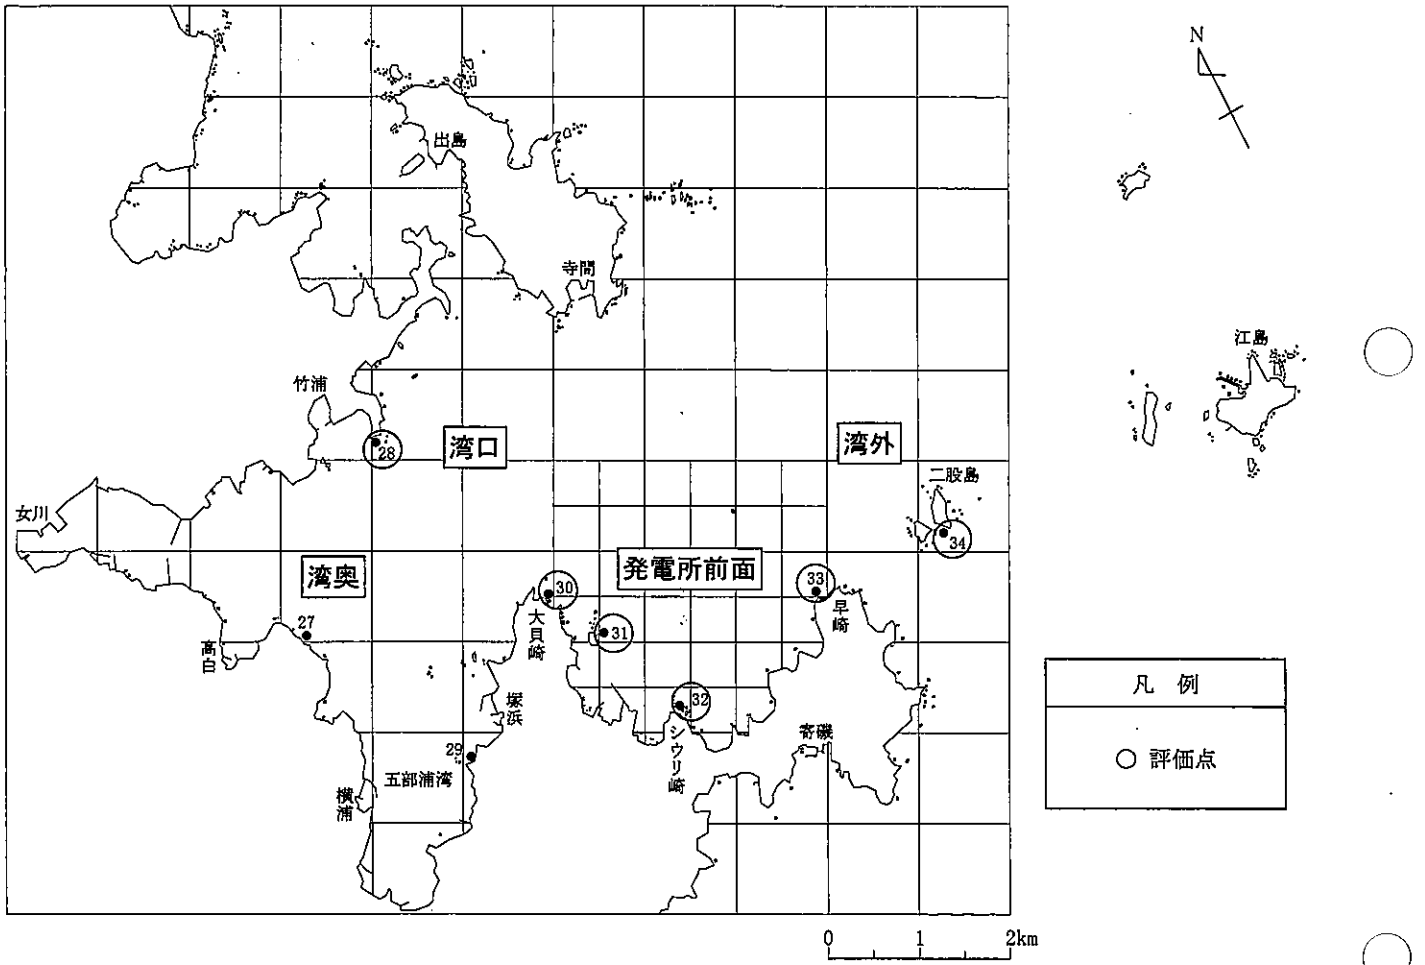 N
出島
寺間
江島
竹浦
28
湾口
湾外
二股島
女川
34
湾奥
発電所前面
30
33
大貝崎
早崎
27
31
高白
塚浜
32
シウリ崎
寄磯
29
五部浦湾
横浦
凡例
評価点
0 1 2km